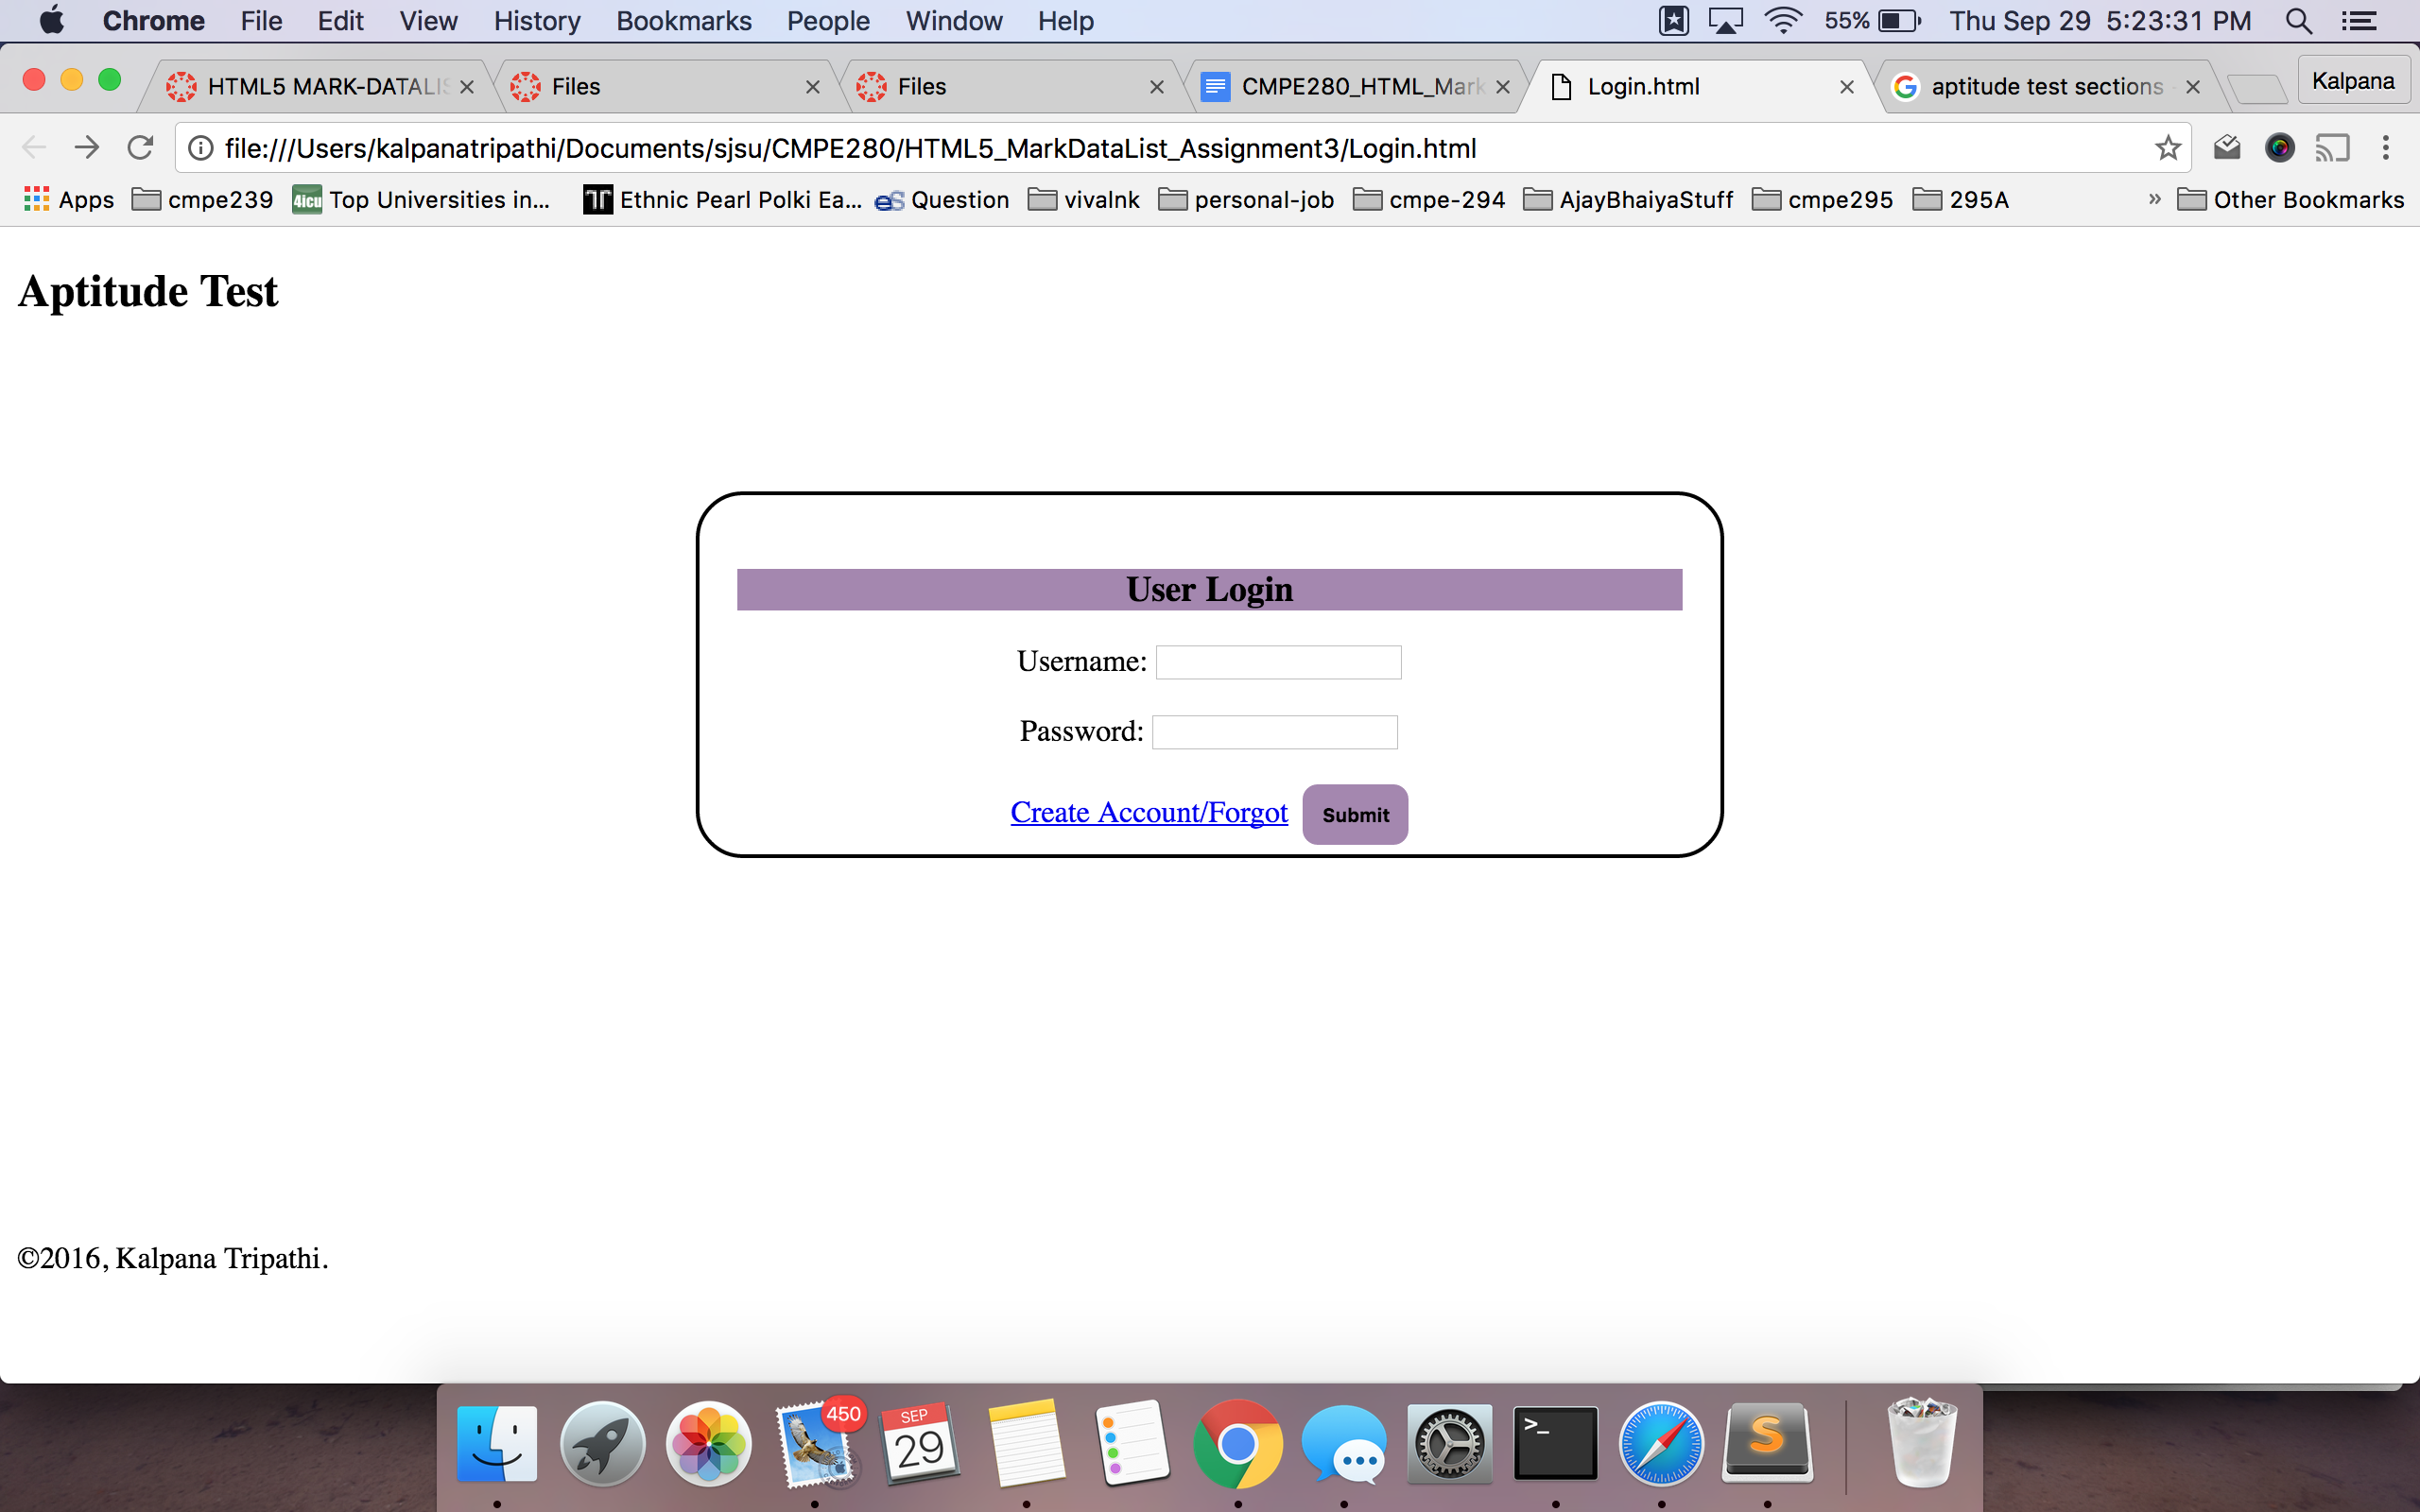 Chrome File Edit View History Bookmarks People Window Help 55% Thu Sep 29 5:23:31 PM
HTML5 MARK-DATALIS Files Files CMPE280_HTML_Mark Login.html aptitude test sections - Kalpana
file:///Users/kalpanatripathi/Documents/sjsu/CMPE280/HTML5_MarkDataList_Assignment3/Login.html
Apps cmpe239 4icu Top Universities in... Ethnic Pearl Polki Ea... eS Question vivalnk personal-job cmpe-294 AjayBhaiyaStuff cmpe295 295A » Other Bookmarks
Aptitude Test
User Login
Username:
Password:
Create Account/Forgot Submit
©2016, Kalpana Tripathi.
450
SEP
29
>_
S